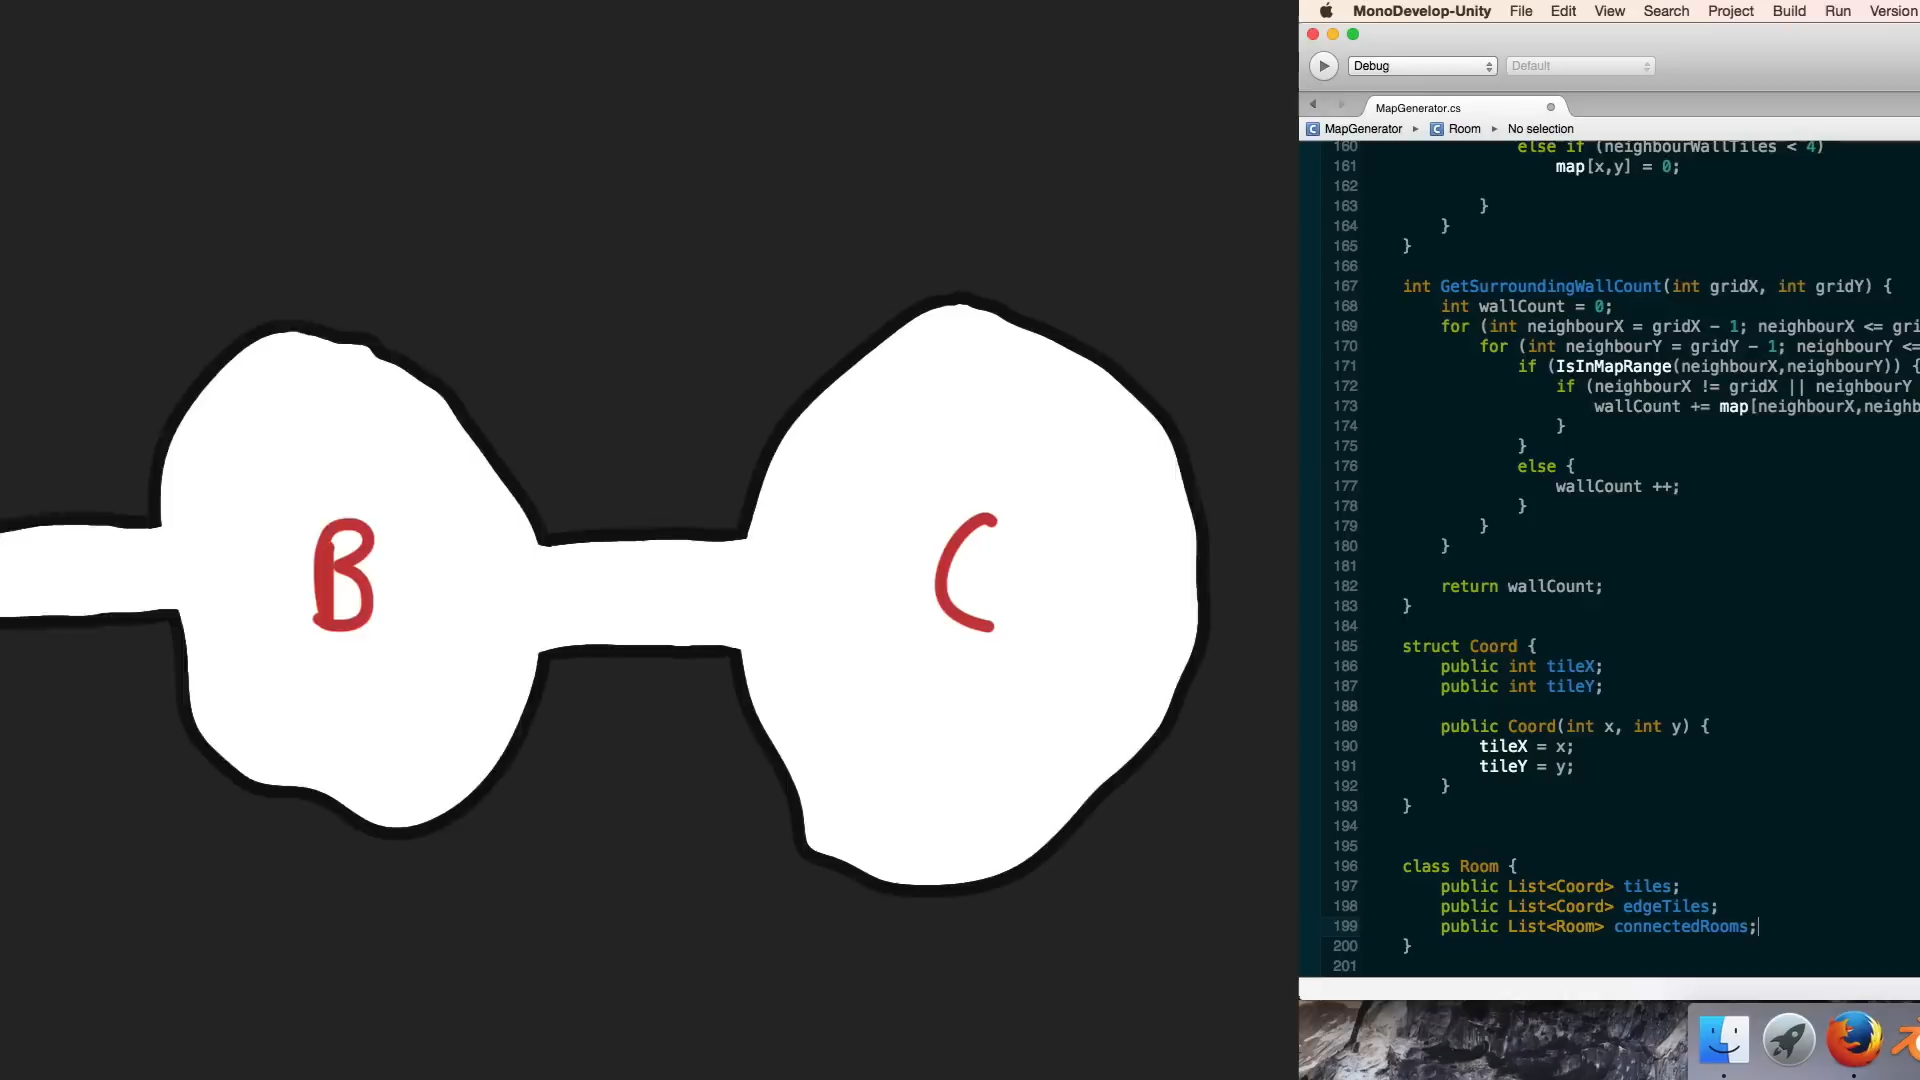 B
C
MonoDevelop-Unity File Edit View Search Project Build Run Version
Debug
Default
MapGenerator.cs
MapGenerator ▸ Room ▸ No selection
160 else if (neighbourWallTiles < 4)
161 map[x,y] = 0;
162
163 }
164 }
165 }
166
167 int GetSurroundingWallCount(int gridX, int gridY) {
168 int wallCount = 0;
169 for (int neighbourX = gridX - 1; neighbourX <= gri
170 for (int neighbourY = gridY - 1; neighbourY <=
171 if (IsInMapRange(neighbourX,neighbourY)) {
172 if (neighbourX != gridX || neighbourY
173 wallCount += map[neighbourX,neighb
174 }
175 }
176 else {
177 wallCount ++;
178 }
179 }
180 }
181
182 return wallCount;
183 }
184
185 struct Coord {
186 public int tileX;
187 public int tileY;
188
189 public Coord(int x, int y) {
190 tileX = x;
191 tileY = y;
192 }
193 }
194
195
196 class Room {
197 public List<Coord> tiles;
198 public List<Coord> edgeTiles;
199 public List<Room> connectedRooms;
200 }
201